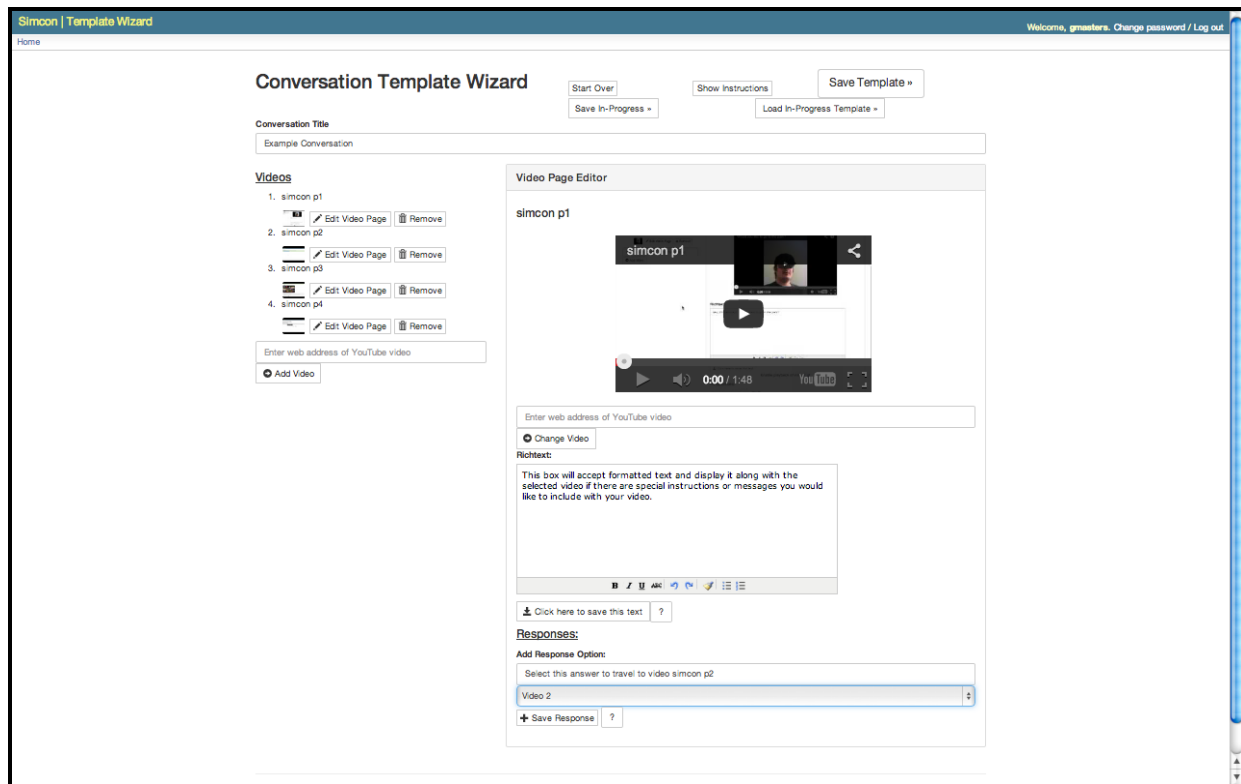 Simcon | Template Wizard
Welcome, gmasters. Change password / Log out
Home
Conversation Template Wizard
Start Over
Show Instructions
Save Template »
Save In-Progress »
Load In-Progress Template »
Conversation Title
Example Conversation
Videos
1. simcon p1
Edit Video Page
Remove
2. simcon p2
Edit Video Page
Remove
3. simcon p3
Edit Video Page
Remove
4. simcon p4
Edit Video Page
Remove
Enter web address of YouTube video
Add Video
Video Page Editor
simcon p1
simcon p1
0:00 / 1:48
YouTube
Enter web address of YouTube video
Change Video
Richtext:
This box will accept formatted text and display it along with the
selected video if there are special instructions or messages you would
like to include with your video.
B I U ABC
Click here to save this text
?
Responses:
Add Response Option:
Select this answer to travel to video simcon p2
Video 2
Save Response
?